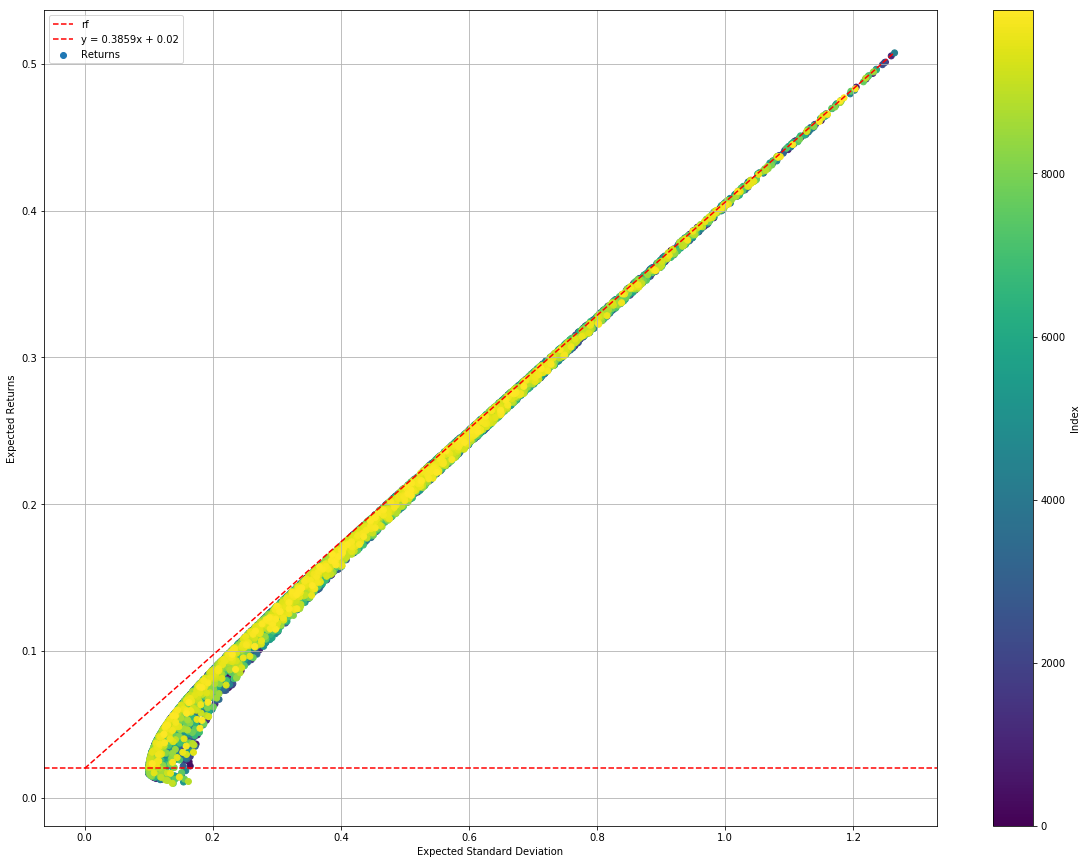 rf
y = 0.3859x + 0.02
Returns
0.5
0.4
0.3
0.2
0.1
0.0
Expected Returns
0.0 0.2 0.4 0.6 0.8 1.0 1.2
Expected Standard Deviation
8000
6000
4000
2000
0
Index